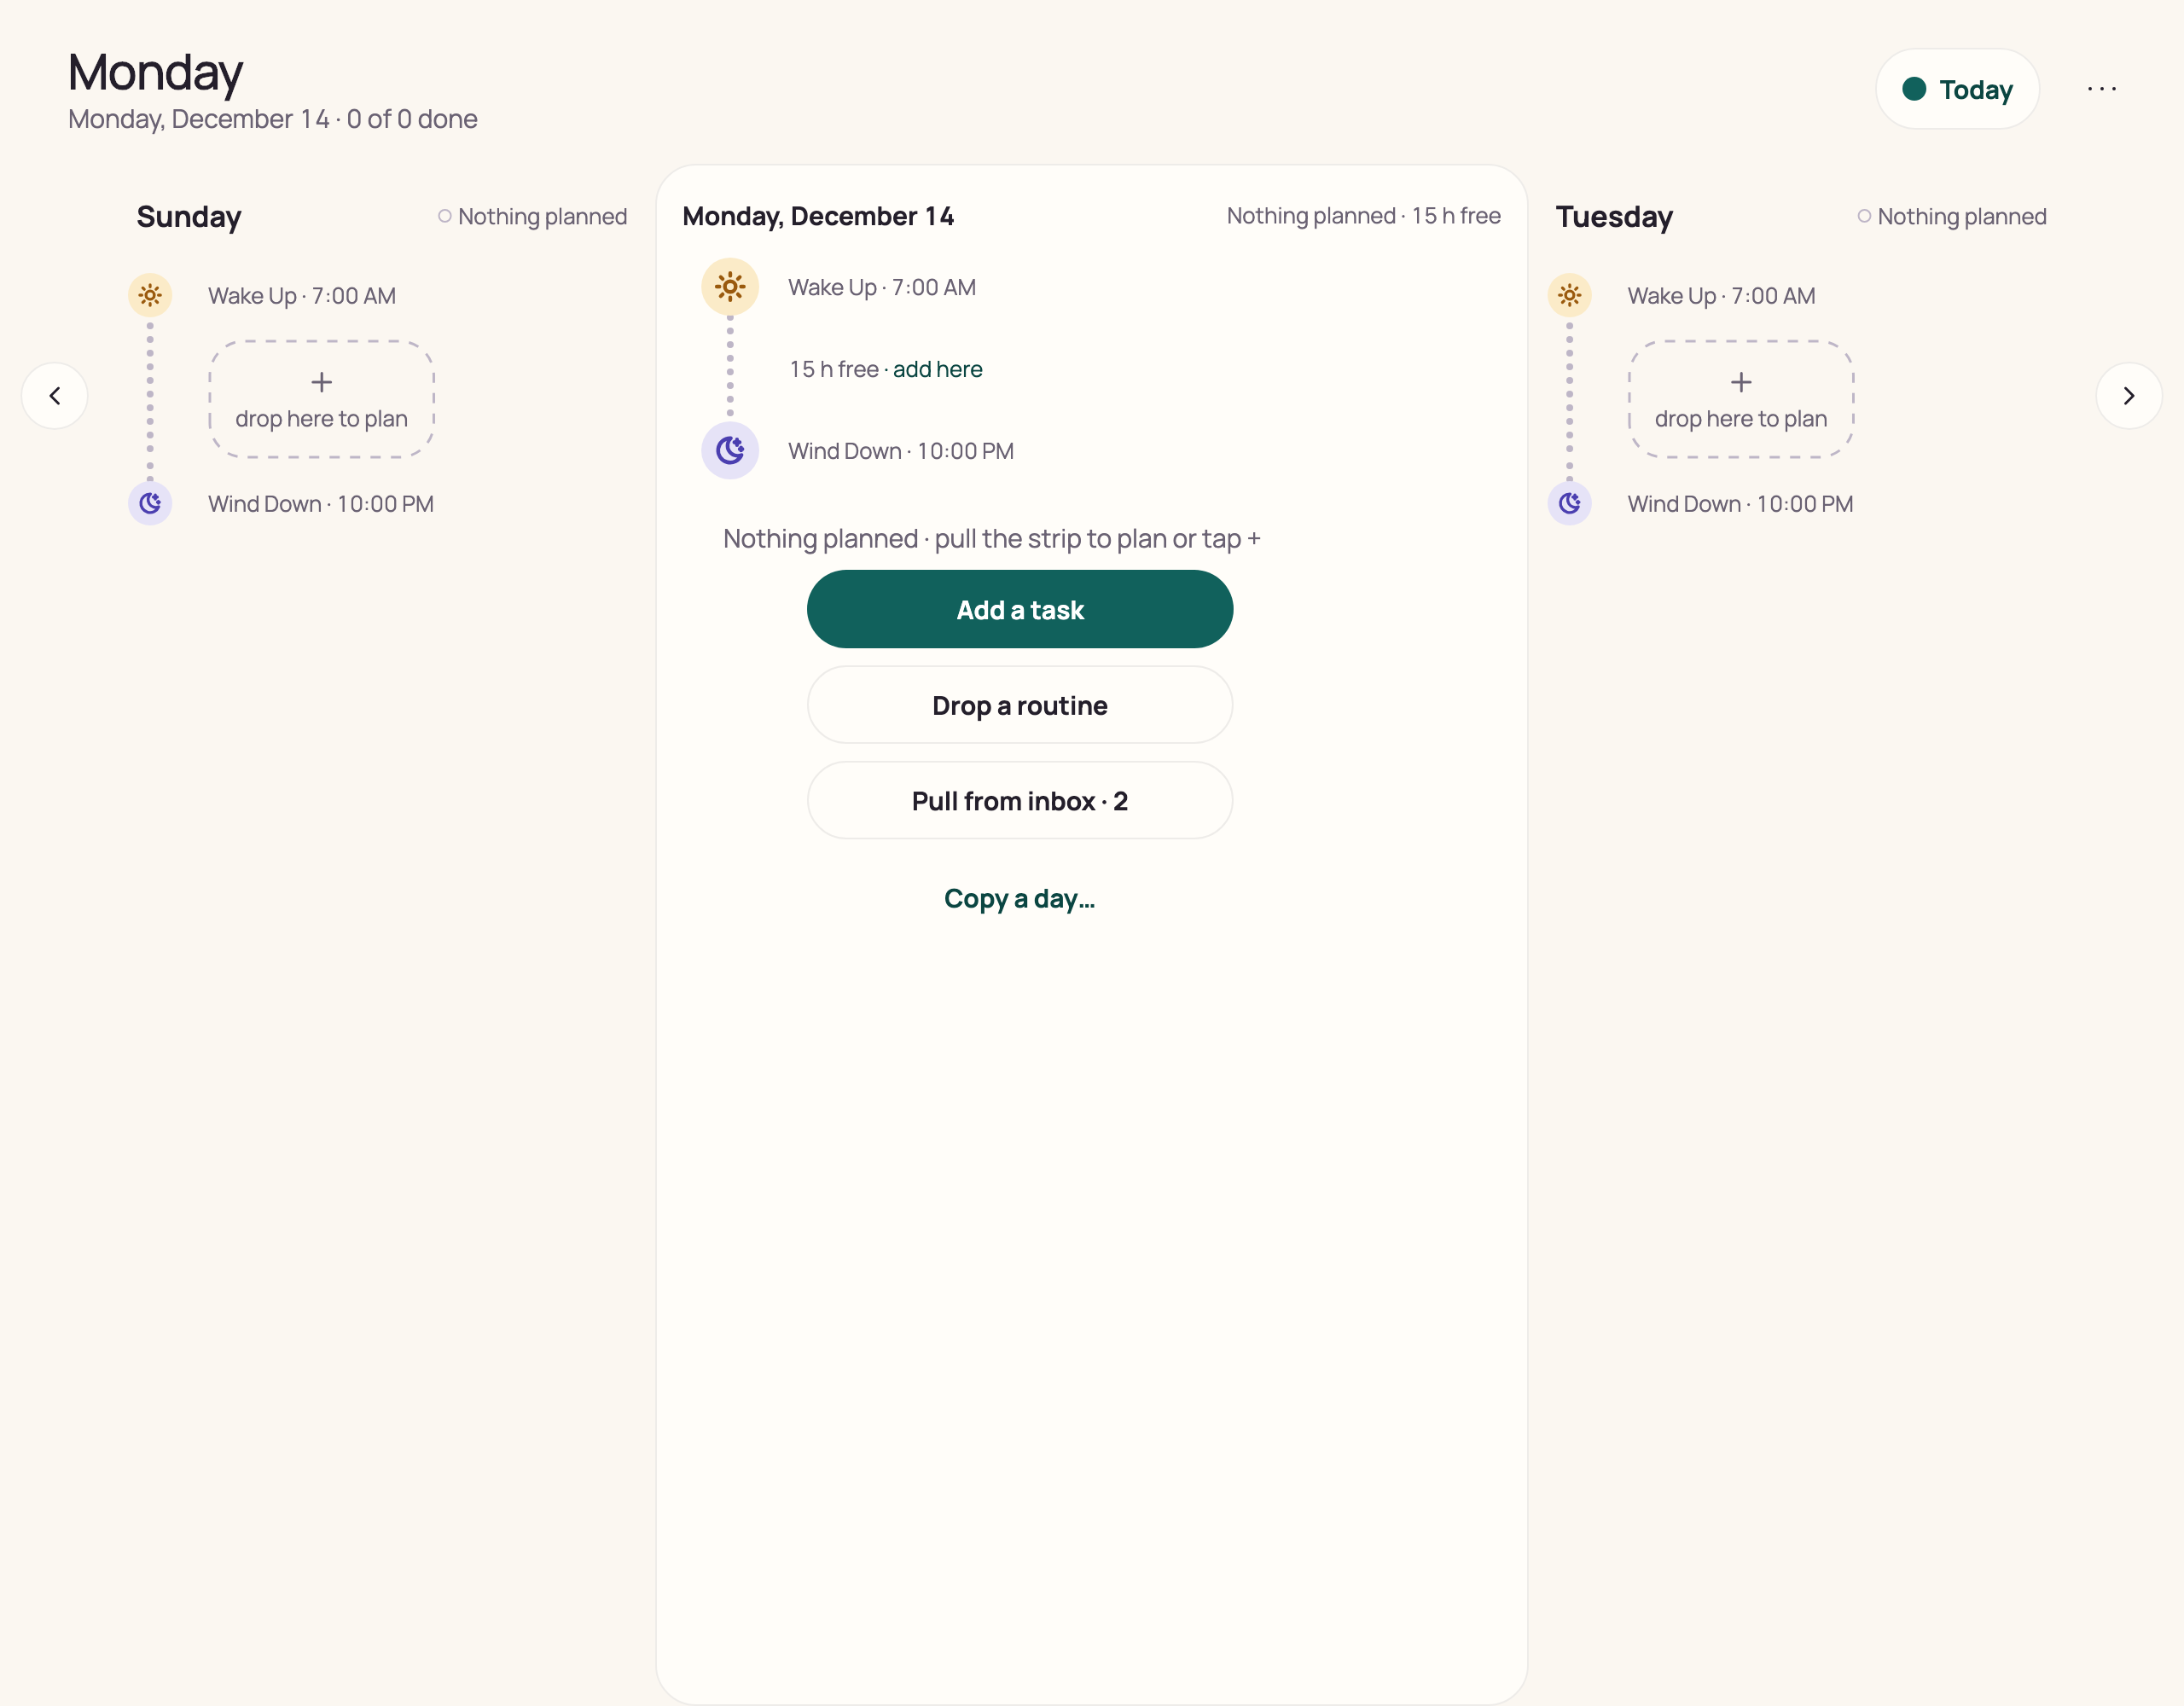 Monday
Monday, December 14 · 0 of 0 done
Today
Sunday
Nothing planned
Wake Up · 7:00 AM
+
drop here to plan
Wind Down · 10:00 PM
Monday, December 14
Nothing planned · 15 h free
Wake Up · 7:00 AM
15 h free · add here
Wind Down · 10:00 PM
Nothing planned · pull the strip to plan or tap +
Add a task
Drop a routine
Pull from inbox · 2
Copy a day...
Tuesday
Nothing planned
Wake Up · 7:00 AM
+
drop here to plan
Wind Down · 10:00 PM